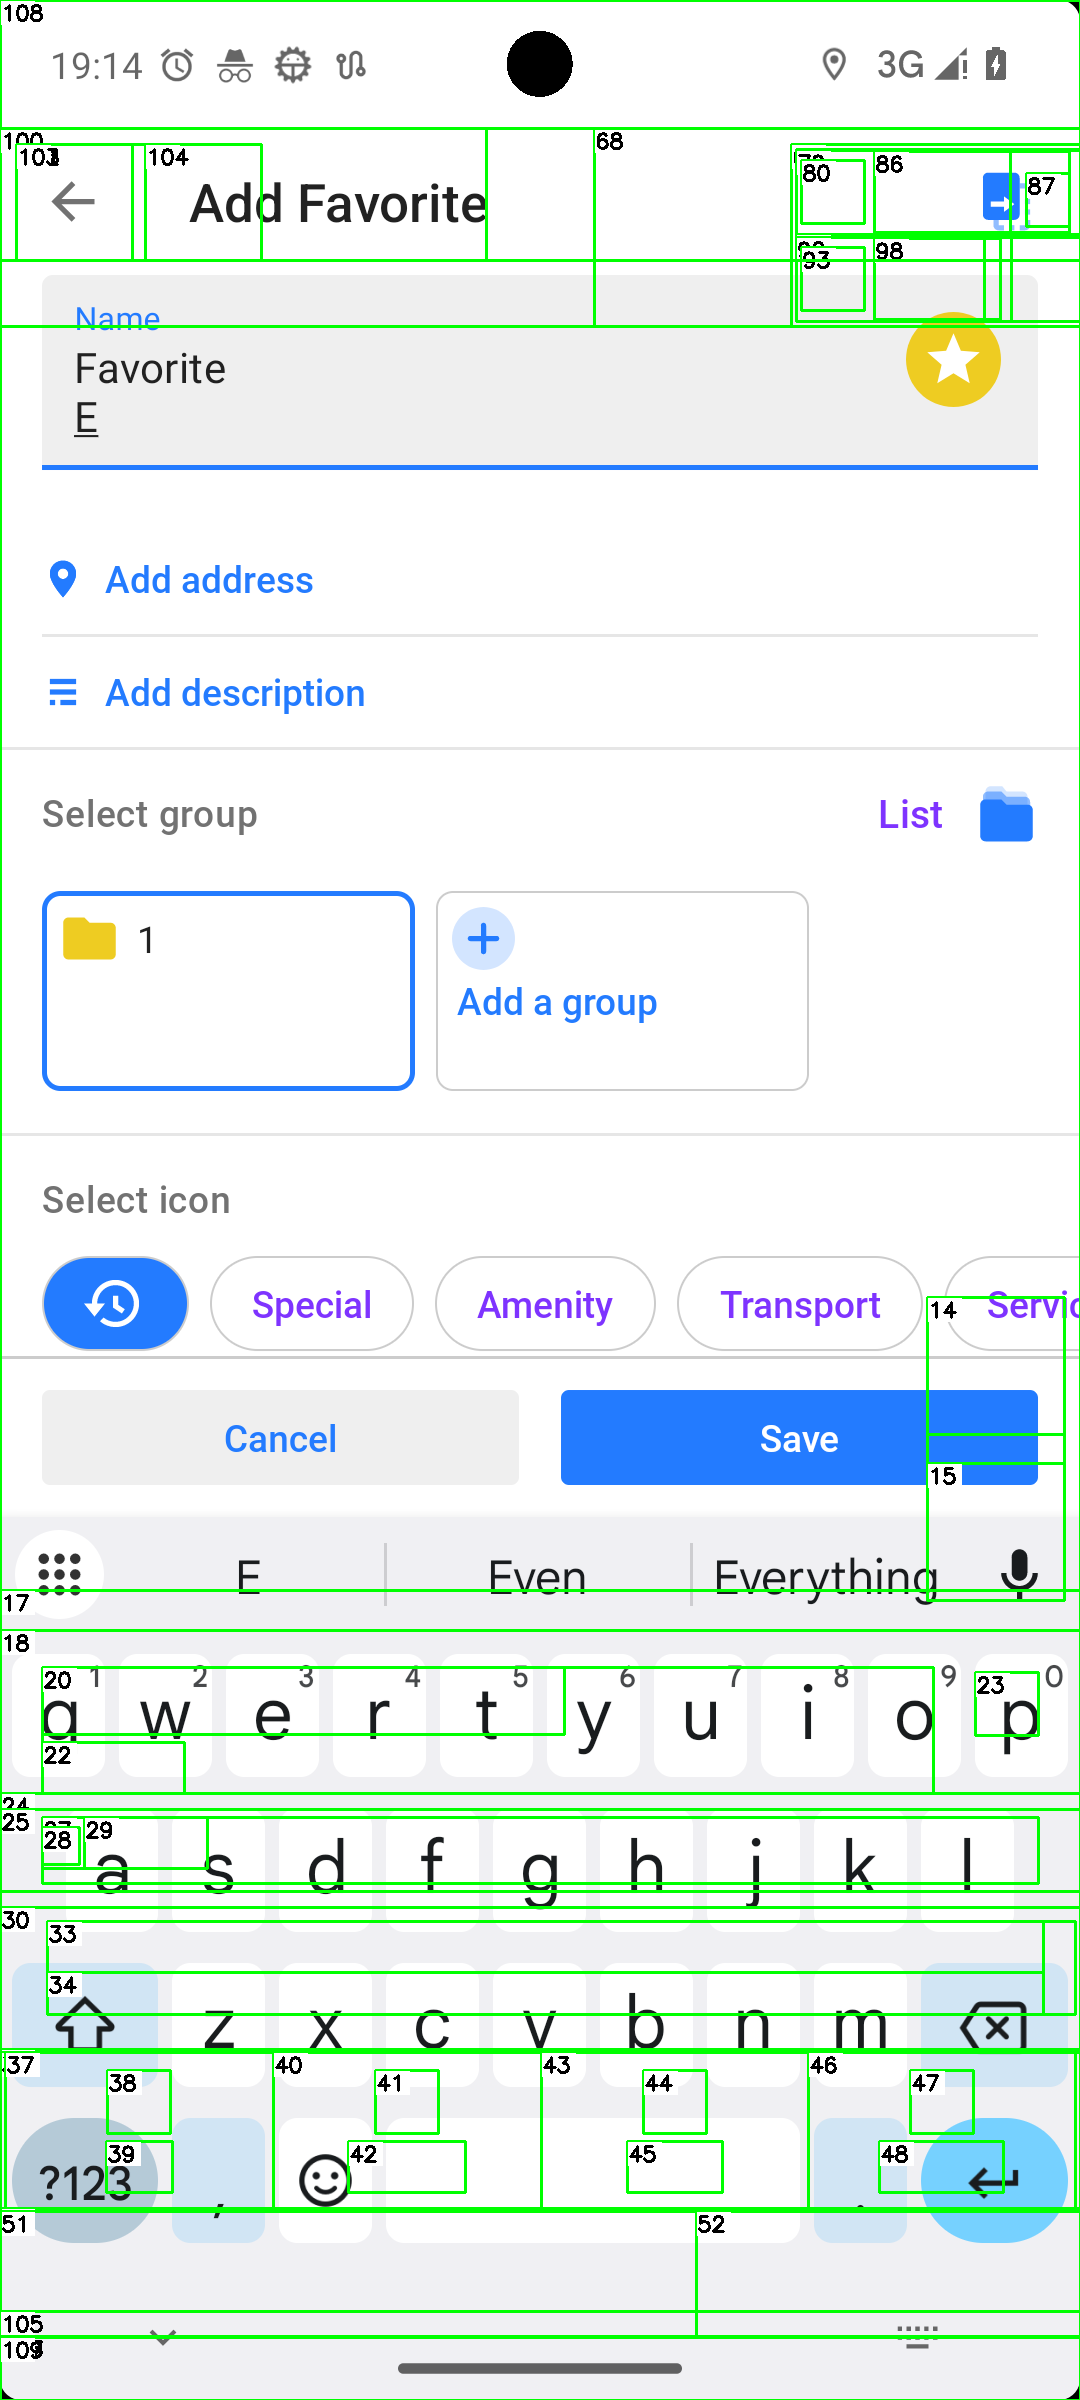 108
19:14 3G
100 103 104 68 80 86 87
Add Favorite
93 98
Name
Favorite
E
Add address
Add description
Select group List
1
Add a group
Select icon
Special Amenity Transport Servic
14
Cancel Save
15
E Even Everything
17
18
20 23
1 2 3 4 5 6 7 8 9 0
q w e r t y u i o p
22
24
25 28 29
a s d f g h j k l
30
33
34
z x c v b n m
37 40 43 46
38 41 44 47
39 42 45 48
?123 , .
51 52
105
109